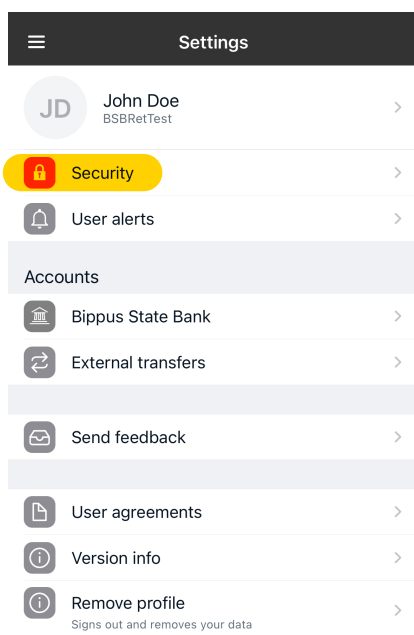 Settings
JD
John Doe
BSBRetTest
Security
User alerts
Accounts
Bippus State Bank
External transfers
Send feedback
User agreements
Version info
Remove profile
Signs out and removes your data